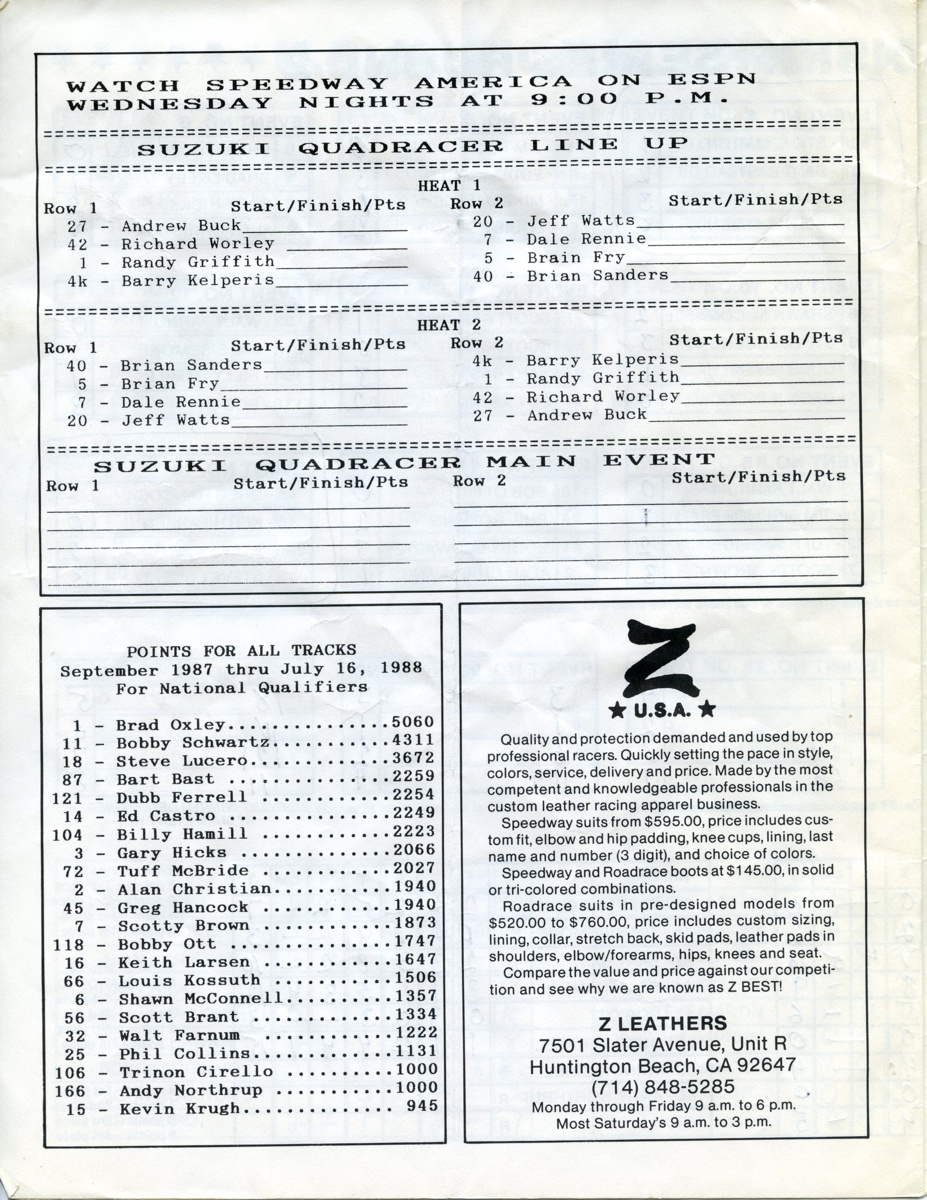 WATCH SPEEDWAY AMERICA ON ESPN
WEDNESDAY NIGHTS AT 9:00 P.M.
SUZUKI QUADRACER LINE UP
HEAT 1
Row 1 Start/Finish/Pts Row 2 Start/Finish/Pts
27 - Andrew Buck 20 - Jeff Watts
42 - Richard Worley 7 - Dale Rennie
1 - Randy Griffith 5 - Brain Fry
4k - Barry Kelperis 40 - Brian Sanders
HEAT 2
Row 1 Start/Finish/Pts Row 2 Start/Finish/Pts
40 - Brian Sanders 4k - Barry Kelperis
5 - Brian Fry 1 - Randy Griffith
7 - Dale Rennie 42 - Richard Worley
20 - Jeff Watts 27 - Andrew Buck
SUZUKI QUADRACER MAIN EVENT
Row 1 Start/Finish/Pts Row 2 Start/Finish/Pts
POINTS FOR ALL TRACKS
September 1987 thru July 16, 1988
For National Qualifiers
1 - Brad Oxley..............5060
11 - Bobby Schwartz..........4311
18 - Steve Lucero............3672
87 - Bart Bast ..............2259
121 - Dubb Ferrell ...........2254
14 - Ed Castro ..............2249
104 - Billy Hamill ...........2223
3 - Gary Hicks .............2066
72 - Tuff McBride ...........2027
2 - Alan Christian..........1940
45 - Greg Hancock ...........1940
7 - Scotty Brown ...........1873
118 - Bobby Ott ..............1747
16 - Keith Larsen ...........1647
66 - Louis Kossuth ..........1506
6 - Shawn McConnell.........1357
56 - Scott Brant ............1334
32 - Walt Farnum ............1222
25 - Phil Collins............1131
106 - Trinon Cirello .........1000
166 - Andy Northrup ..........1000
15 - Kevin Krugh............. 945
Z
★ U.S.A. ★
Quality and protection demanded and used by top
professional racers. Quickly setting the pace in style,
colors, service, delivery and price. Made by the most
competent and knowledgeable professionals in the
custom leather racing apparel business.
Speedway suits from $595.00, price includes cus-
tom fit, elbow and hip padding, knee cups, lining, last
name and number (3 digit), and choice of colors.
Speedway and Roadrace boots at $145.00, in solid
or tri-colored combinations.
Roadrace suits in pre-designed models from
$520.00 to $760.00, price includes custom sizing,
lining, collar, stretch back, skid pads, leather pads in
shoulders, elbow/forearms, hips, knees and seat.
Compare the value and price against our competi-
tion and see why we are known as Z BEST!
Z LEATHERS
7501 Slater Avenue, Unit R
Huntington Beach, CA 92647
(714) 848-5285
Monday through Friday 9 a.m. to 6 p.m.
Most Saturday's 9 a.m. to 3 p.m.